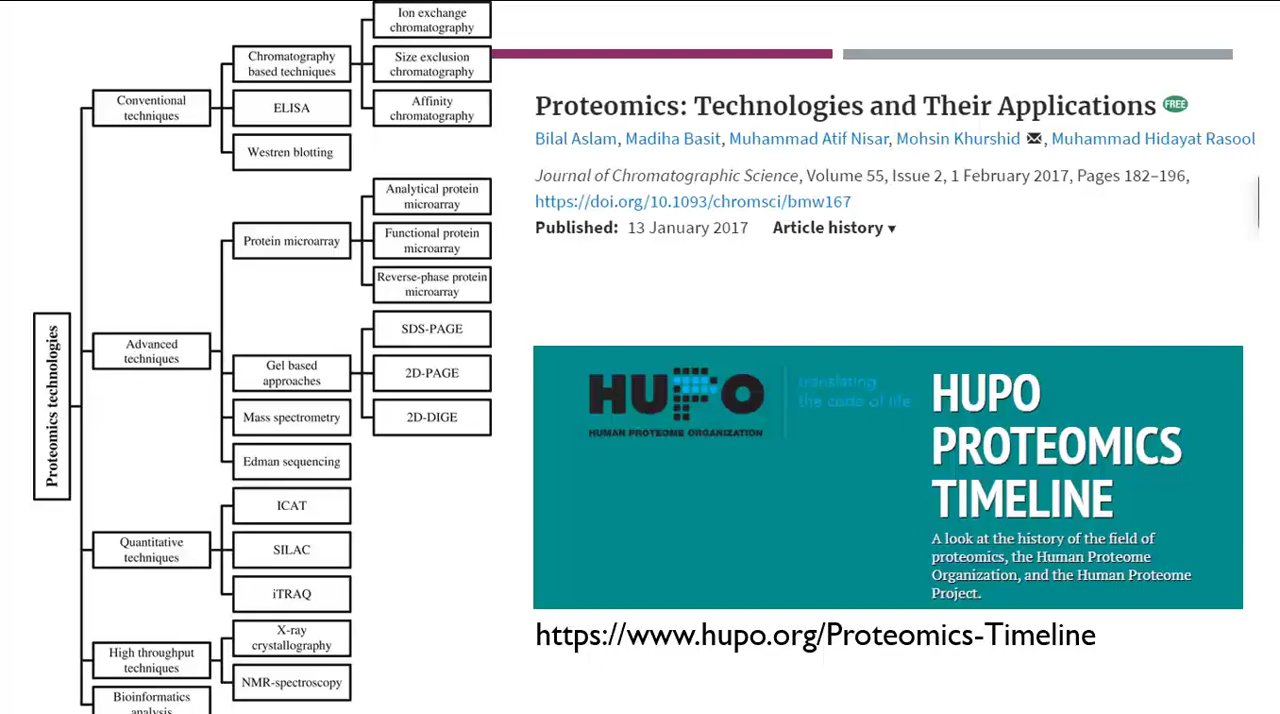 Proteomics technologies
Conventional
techniques
Chromatography
based techniques
Ion exchange
chromatography
Size exclusion
chromatography
Affinity
chromatography
ELISA
Westren blotting
Advanced
techniques
Protein microarray
Analytical protein
microarray
Functional protein
microarray
Reverse-phase protein
microarray
Gel based
approaches
SDS-PAGE
2D-PAGE
2D-DIGE
Mass spectrometry
Edman sequencing
Quantitative
techniques
ICAT
SILAC
iTRAQ
High throughput
techniques
X-ray
crystallography
NMR-spectroscopy
Bioinformatics
analysis
Proteomics: Technologies and Their Applications FREE
Bilal Aslam, Madiha Basit, Muhammad Atif Nisar, Mohsin Khurshid , Muhammad Hidayat Rasool
Journal of Chromatographic Science, Volume 55, Issue 2, 1 February 2017, Pages 182–196,
https://doi.org/10.1093/chromsci/bmw167
Published: 13 January 2017 Article history ▾
HUPO
HUMAN PROTEOME ORGANIZATION
translating
the code of life
HUPO
PROTEOMICS
TIMELINE
A look at the history of the field of
proteomics, the Human Proteome
Organization, and the Human Proteome
Project.
https://www.hupo.org/Proteomics-Timeline